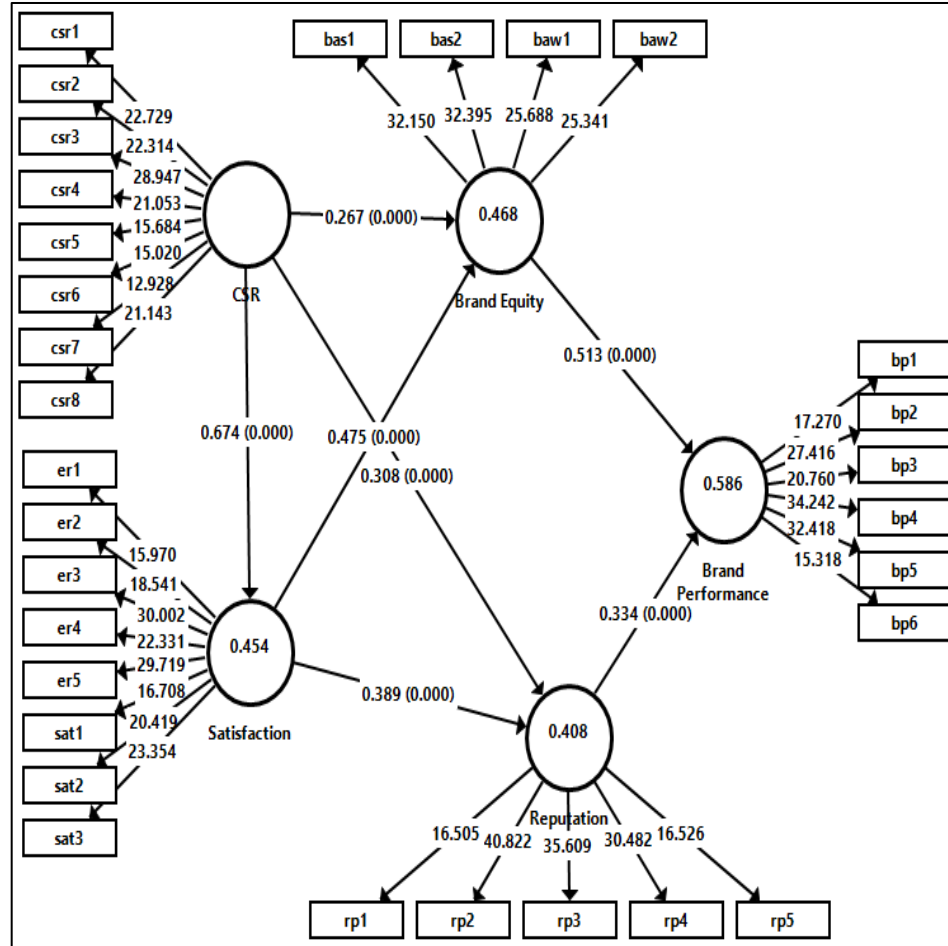 csr1
csr2
csr3
csr4
csr5
csr6
csr7
csr8
22.729
22.314
28.947
21.053
15.684
15.020
12.928
21.143
CSR
bas1
bas2
baw1
baw2
32.150
32.395
25.688
25.341
0.267 (0.000)
0.468
Brand Equity
0.513 (0.000)
0.674 (0.000)
0.475 (0.000)
0.308 (0.000)
er1
er2
er3
er4
er5
sat1
sat2
sat3
15.970
18.541
30.002
22.331
29.719
16.708
20.419
23.354
0.454
Satisfaction
0.389 (0.000)
0.334 (0.000)
0.586
Brand
Performance
17.270
27.416
20.760
34.242
32.418
15.318
bp1
bp2
bp3
bp4
bp5
bp6
0.408
Reputation
16.505
40.822
35.609
30.482
16.526
rp1
rp2
rp3
rp4
rp5